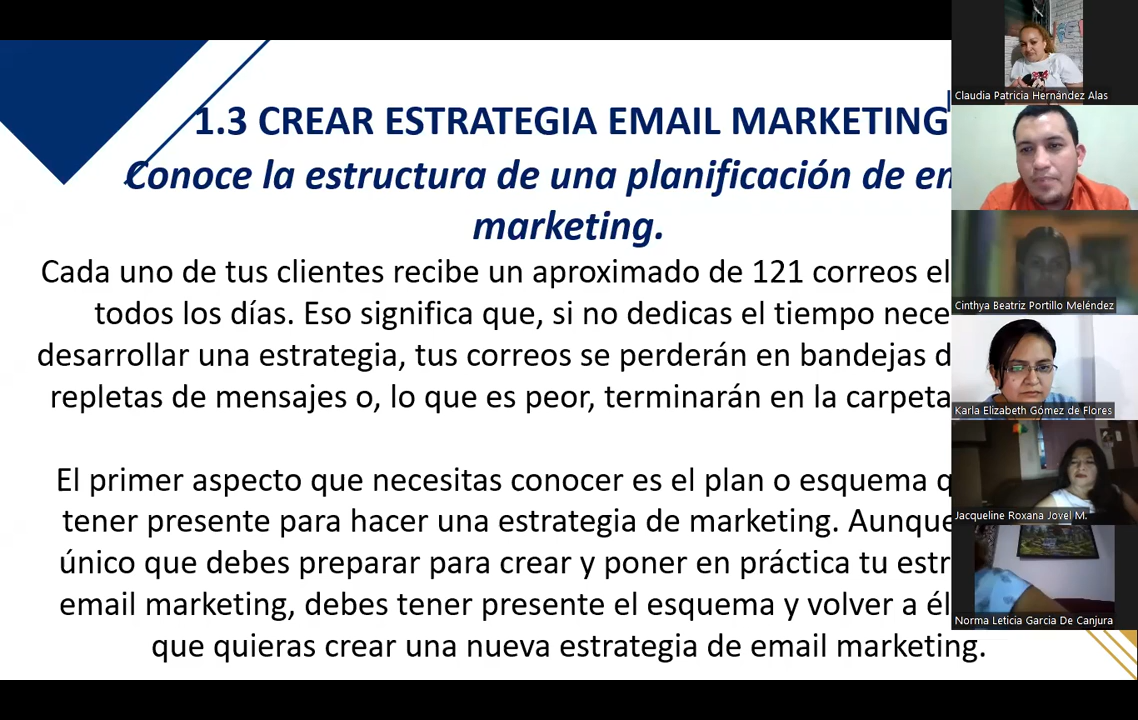 1.3 CREAR ESTRATEGIA EMAIL MARKETING
Conoce la estructura de una planificación de
marketing.
Cada uno de tus clientes recibe un aproximado de 121 correos
todos los días. Eso significa que, si no dedicas el tiempo
desarrollar una estrategia, tus correos se perderán en bandejas
repletas de mensajes o, lo que es peor, terminarán en la carpeta
El primer aspecto que necesitas conocer es el plan o esquema
tener presente para hacer una estrategia de marketing. Aunque
único que debes preparar para crear y poner en práctica tu
email marketing, debes tener presente el esquema y volver a él
que quieras crear una nueva estrategia de email marketing.
Claudia Patricia Hernández Alas
Cinthya Beatriz Portillo Meléndez
Karla Elizabeth Gómez de Flores
Jacqueline Roxana Jovel M.
Norma Leticia Garcia De Canjura